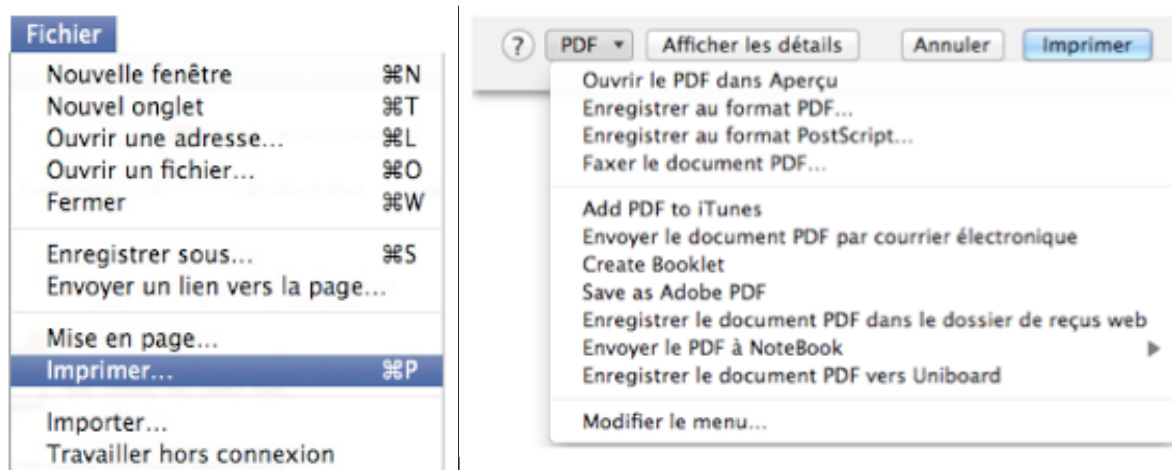 Fichier
Nouvelle fenêtre ⌘N
Nouvel onglet ⌘T
Ouvrir une adresse... ⌘L
Ouvrir un fichier... ⌘O
Fermer ⌘W
Enregistrer sous... ⌘S
Envoyer un lien vers la page...
Mise en page...
Imprimer... ⌘P
Importer...
Travailler hors connexion
? PDF ▾ Afficher les détails Annuler Imprimer
Ouvrir le PDF dans Aperçu
Enregistrer au format PDF...
Enregistrer au format PostScript...
Faxer le document PDF...
Add PDF to iTunes
Envoyer le document PDF par courrier électronique
Create Booklet
Save as Adobe PDF
Enregistrer le document PDF dans le dossier de reçus web
Envoyer le PDF à NoteBook ▶
Enregistrer le document PDF vers Uniboard
Modifier le menu...